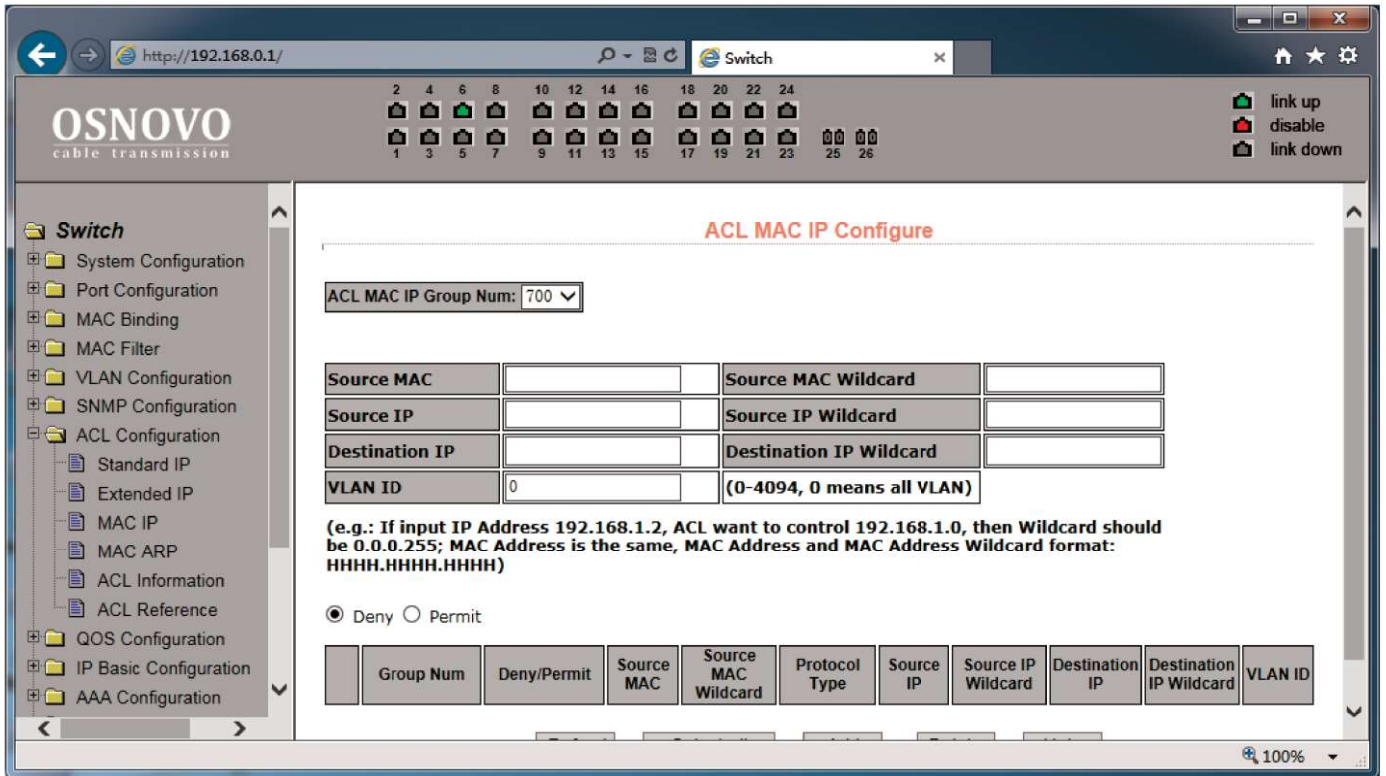 http://192.168.0.1/
Switch
OSNOVO
cable transmission
2 4 6 8 10 12 14 16 18 20 22 24
1 3 5 7 9 11 13 15 17 19 21 23 25 26
link up
disable
link down
Switch
System Configuration
Port Configuration
MAC Binding
MAC Filter
VLAN Configuration
SNMP Configuration
ACL Configuration
Standard IP
Extended IP
MAC IP
MAC ARP
ACL Information
ACL Reference
QOS Configuration
IP Basic Configuration
AAA Configuration
ACL MAC IP Configure
ACL MAC IP Group Num: 700
Source MAC Source MAC Wildcard
Source IP Source IP Wildcard
Destination IP Destination IP Wildcard
VLAN ID 0 (0-4094, 0 means all VLAN)
(e.g.: If input IP Address 192.168.1.2, ACL want to control 192.168.1.0, then Wildcard should
be 0.0.0.255; MAC Address is the same, MAC Address and MAC Address Wildcard format:
HHHH.HHHH.HHHH)
Deny Permit
Group Num Deny/Permit Source MAC Source MAC Wildcard Protocol Type Source IP Source IP Wildcard Destination IP Destination IP Wildcard VLAN ID
100%